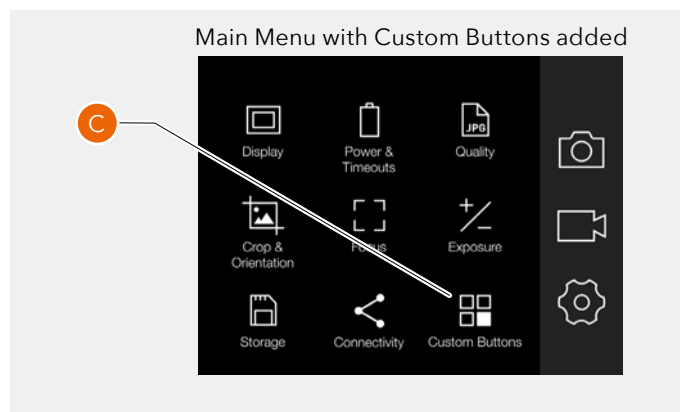 Main Menu with Custom Buttons added
C
Display
Power &
Timeouts
JPG
Quality
Crop &
Orientation
Focus
Exposure
Storage
Connectivity
Custom Buttons